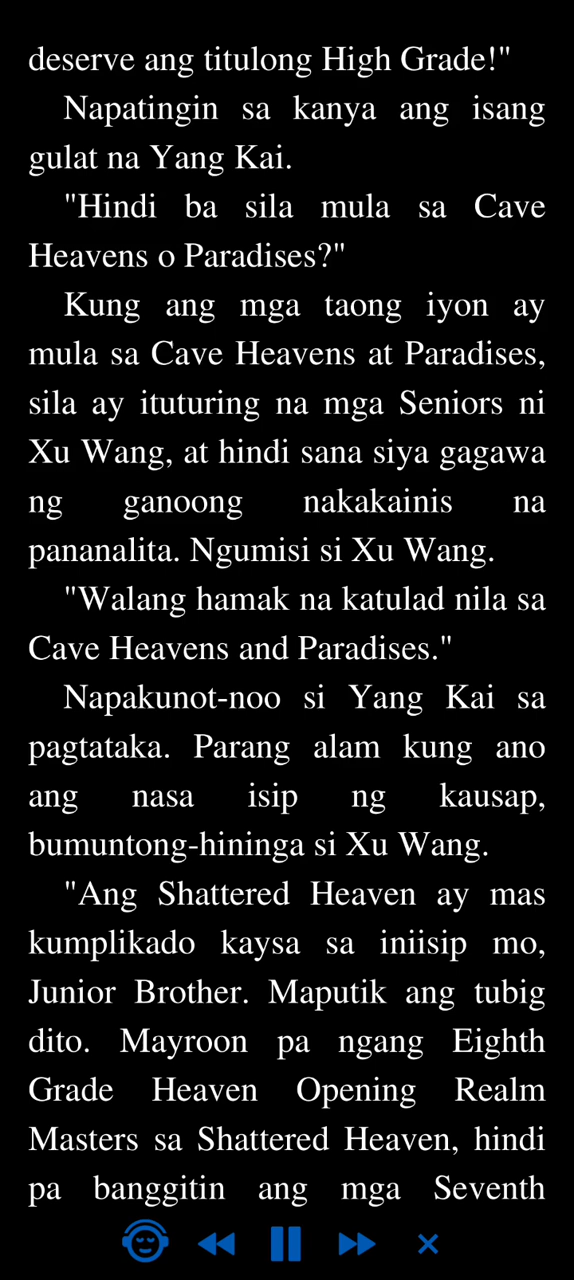 deserve ang titulong High Grade!"
Napatingin sa kanya ang isang
gulat na Yang Kai.
"Hindi ba sila mula sa Cave
Heavens o Paradises?"
Kung ang mga taong iyon ay
mula sa Cave Heavens at Paradises,
sila ay ituturing na mga Seniors ni
Xu Wang, at hindi sana siya gagawa
ng ganoong nakakainis na
pananalita. Ngumisi si Xu Wang.
"Walang hamak na katulad nila sa
Cave Heavens and Paradises."
Napakunot-noo si Yang Kai sa
pagtataka. Parang alam kung ano
ang nasa isip ng kausap,
bumuntong-hininga si Xu Wang.
"Ang Shattered Heaven ay mas
kumplikado kaysa sa iniisip mo,
Junior Brother. Maputik ang tubig
dito. Mayroon pa ngang Eighth
Grade Heaven Opening Realm
Masters sa Shattered Heaven, hindi
pa banggitin ang mga Seventh